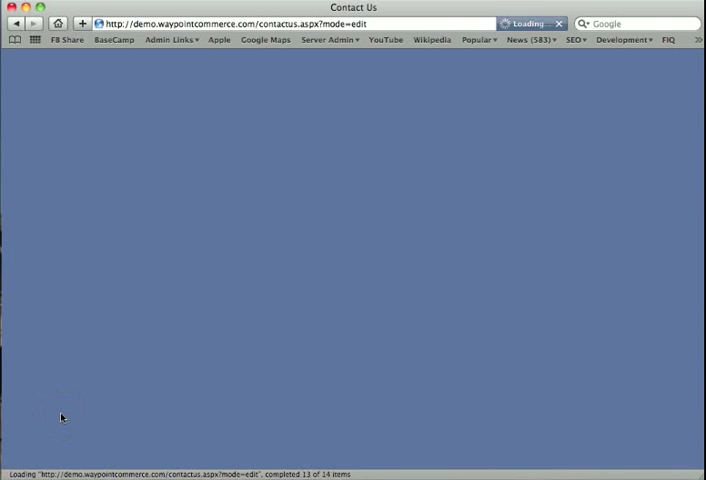 Contact Us
http://demo.waypointcommerce.com/contactus.aspx?mode=edit Loading Google
FB Share BaseCamp Admin Links Apple Google Maps Server Admin YouTube Wikipedia Popular News (583) SEO Development FIQ
Loading "http://demo.waypointcommerce.com/contactus.aspx?mode=edit", completed 13 of 14 items